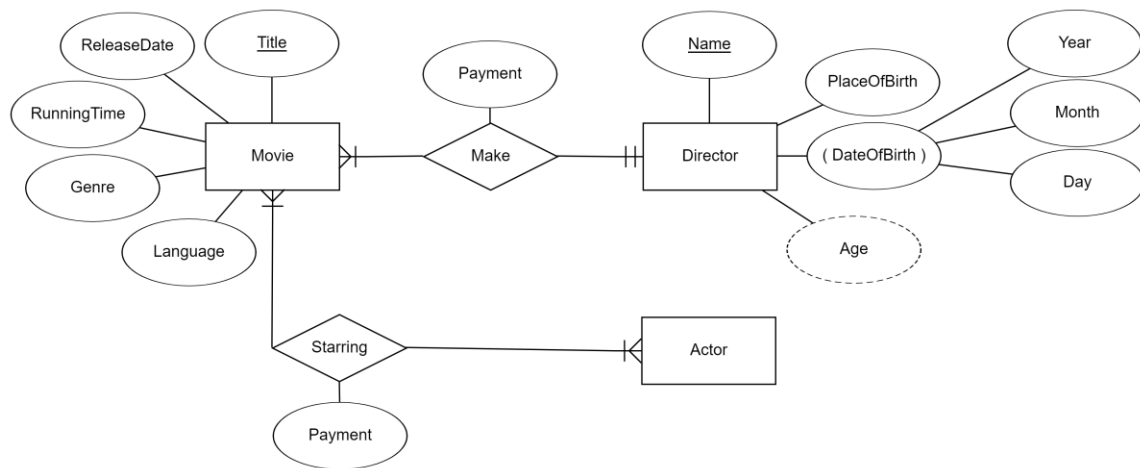 ReleaseDate
Title
RunningTime
Movie
Genre
Language
Payment
Make
Name
Director
PlaceOfBirth
( DateOfBirth )
Year
Month
Day
Age
Starring
Actor
Payment